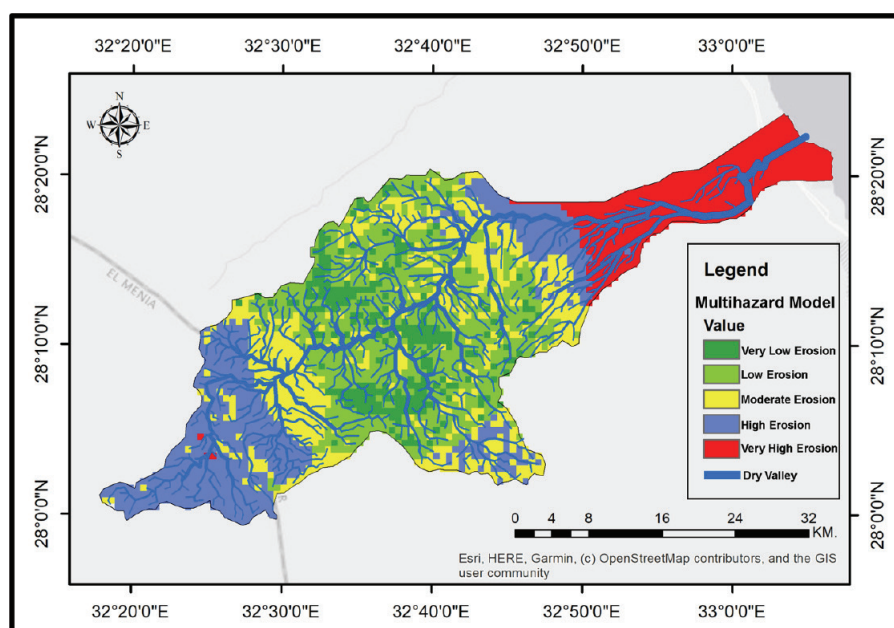 32°20'0"E 32°30'0"E 32°40'0"E 32°50'0"E 33°0'0"E
N
W E
S
28°20'0"N
28°20'0"N
EL MENIA
Legend
Multihazard Model
Value
Very Low Erosion
Low Erosion
Moderate Erosion
High Erosion
Very High Erosion
Dry Valley
28°10'0"N
28°10'0"N
28°0'0"N
28°0'0"N
0 4 8 16 24 32
KM.
Esri, HERE, Garmin, (c) OpenStreetMap contributors, and the GIS
user community
32°20'0"E 32°30'0"E 32°40'0"E 32°50'0"E 33°0'0"E